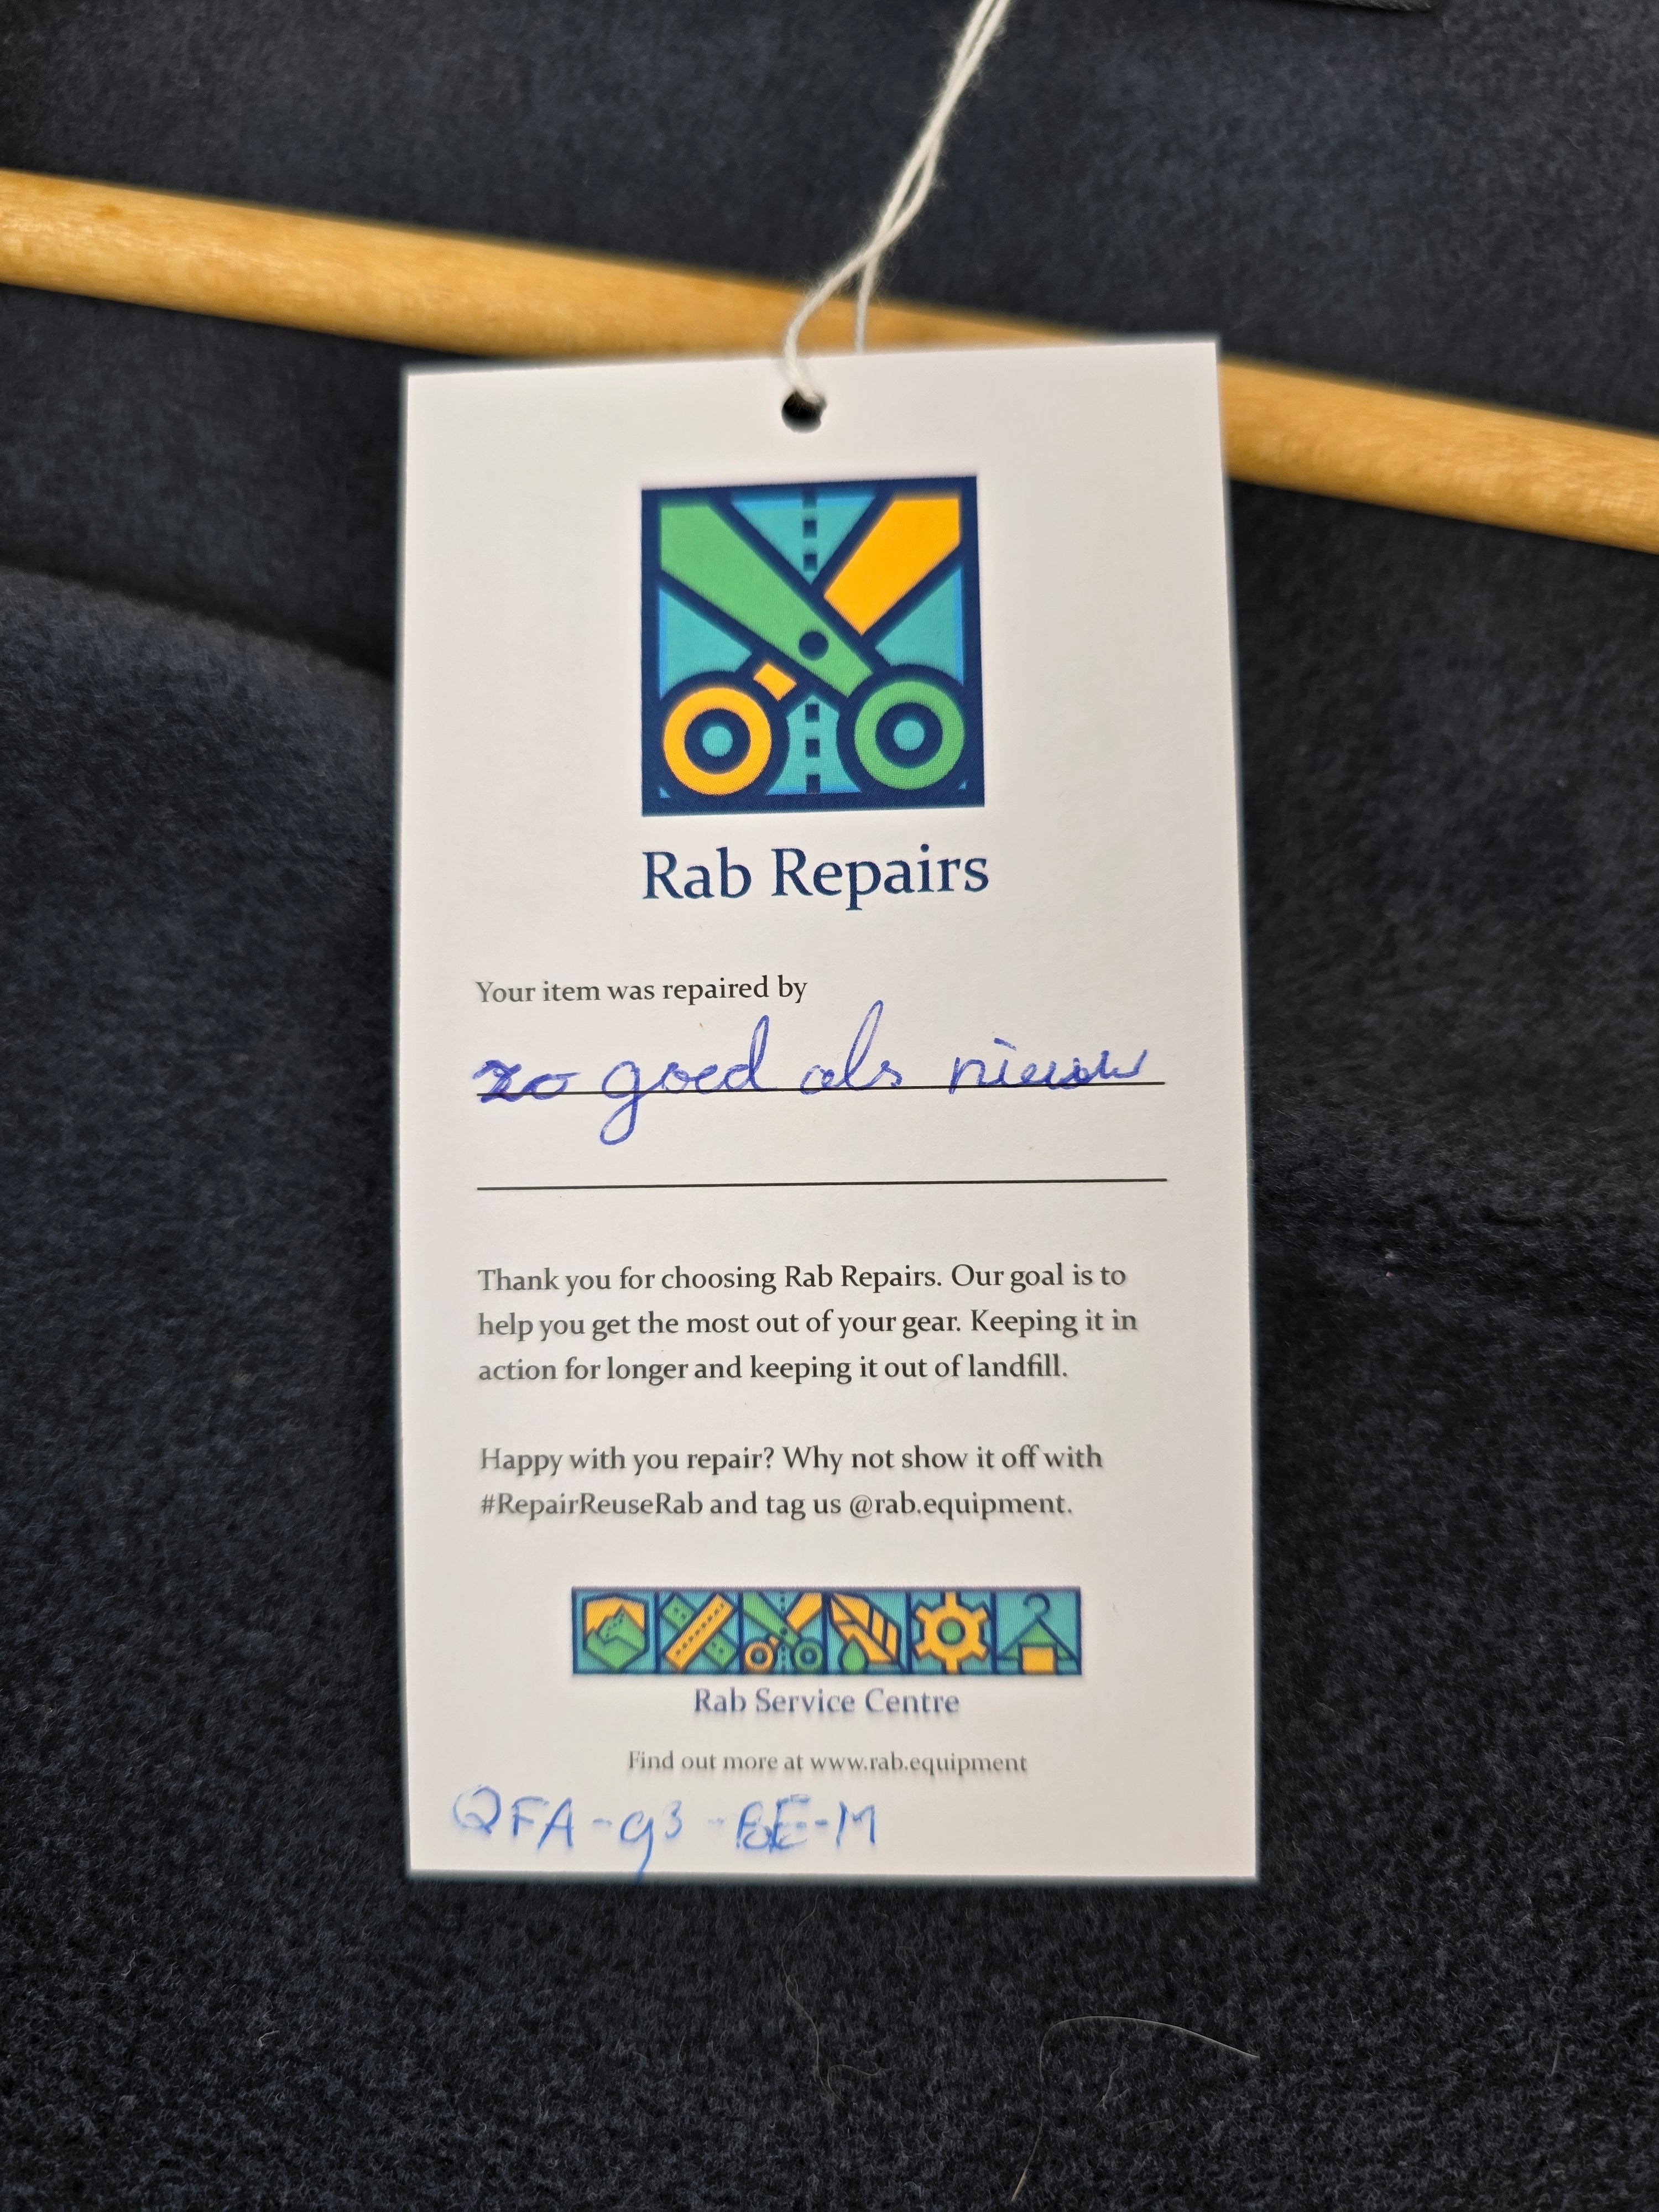 Rab Repairs
Your item was repaired by
zo goed als nieuw
Thank you for choosing Rab Repairs. Our goal is to
help you get the most out of your gear. Keeping it in
action for longer and keeping it out of landfill.
Happy with you repair? Why not show it off with
#RepairReuseRab and tag us @rab.equipment.
Rab Service Centre
Find out more at www.rab.equipment
QFA-93-BE-M